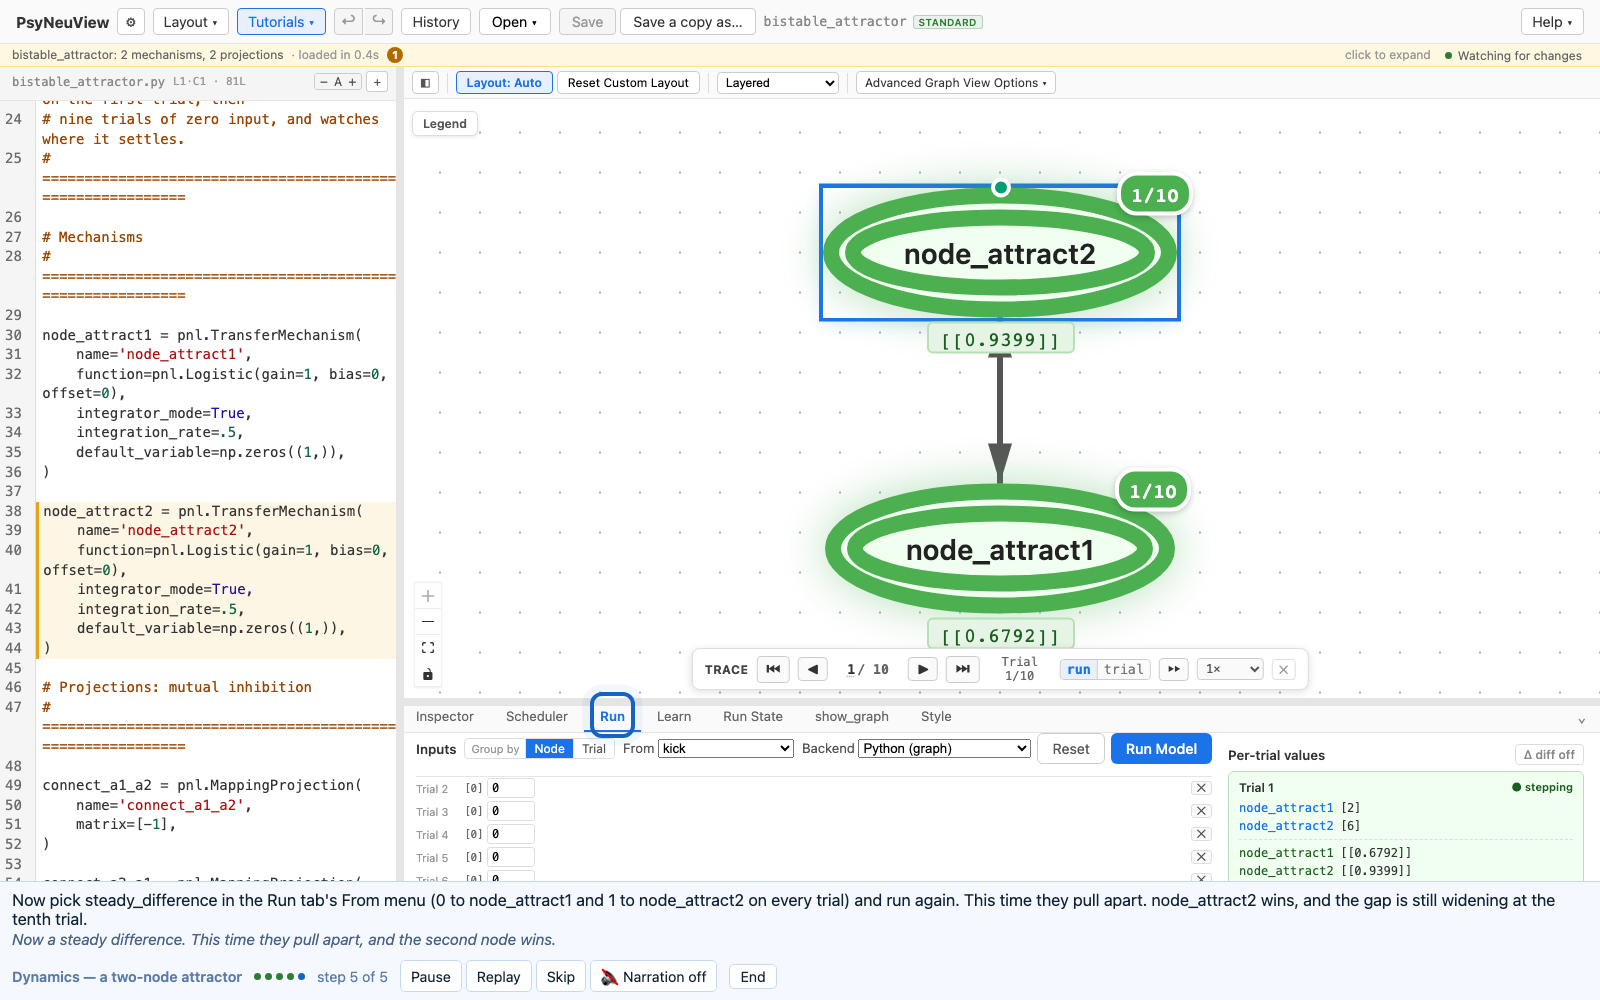 PsyNeuView ⚙ Layout ▾ Tutorials ▾ ↩ ↪ History Open ▾ Save Save a copy as... bistable_attractor STANDARD Help ▾
bistable_attractor: 2 mechanisms, 2 projections · loaded in 0.4s 1 click to expand Watching for changes
bistable_attractor.py L1:C1 · 81L − A + +
Layout: Auto Reset Custom Layout Layered Advanced Graph View Options ▾
Legend
on the first trial, then
24 # nine trials of zero input, and watches
where it settles.
25 #
==========================================
=================
26
27 # Mechanisms
28 #
==========================================
=================
29
30 node_attract1 = pnl.TransferMechanism(
31 name='node_attract1',
32 function=pnl.Logistic(gain=1, bias=0,
offset=0),
33 integrator_mode=True,
34 integration_rate=.5,
35 default_variable=np.zeros((1,)),
36 )
37
38 node_attract2 = pnl.TransferMechanism(
39 name='node_attract2',
40 function=pnl.Logistic(gain=1, bias=0,
offset=0),
41 integrator_mode=True,
42 integration_rate=.5,
43 default_variable=np.zeros((1,)),
44 )
45
46 # Projections: mutual inhibition
47 #
==========================================
=================
48
49 connect_a1_a2 = pnl.MappingProjection(
50 name='connect_a1_a2',
51 matrix=[-1],
52 )
53
1/10
node_attract2
[[0.9399]]
1/10
node_attract1
[[0.6792]]
TRACE 1 / 10 Trial 1/10 run trial 1×
Inspector Scheduler Run Learn Run State show_graph Style
Inputs Group by Node Trial From kick Backend Python (graph) Reset Run Model
Trial 2 [0] 0
Trial 3 [0] 0
Trial 4 [0] 0
Trial 5 [0] 0
Trial 6 [0] 0
Per-trial values Δ diff off
Trial 1 stepping
node_attract1 [2]
node_attract2 [6]
node_attract1 [[0.6792]]
node_attract2 [[0.9399]]
Now pick steady_difference in the Run tab's From menu (0 to node_attract1 and 1 to node_attract2 on every trial) and run again. This time they pull apart. node_attract2 wins, and the gap is still widening at the
tenth trial.
Now a steady difference. This time they pull apart, and the second node wins.
Dynamics — a two-node attractor step 5 of 5 Pause Replay Skip Narration off End